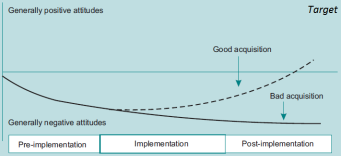 Generally positive attitudes
Target
Good acquisition
Bad acquisition
Generally negative attitudes
Pre-implementation
Implementation
Post-implementation